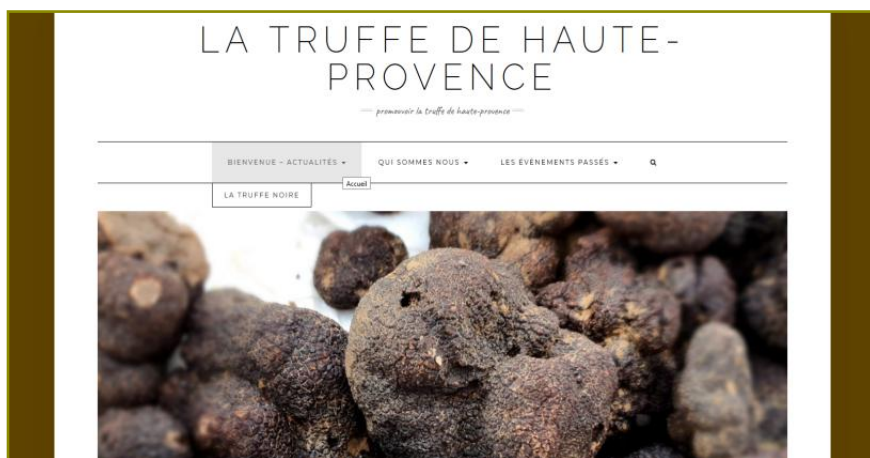 LA TRUFFE DE HAUTE-
PROVENCE
promouvoir la truffe de haute-provence
BIENVENUE – ACTUALITÉS
QUI SOMMES NOUS
LES ÉVÈNEMENTS PASSÉS
Accueil
LA TRUFFE NOIRE